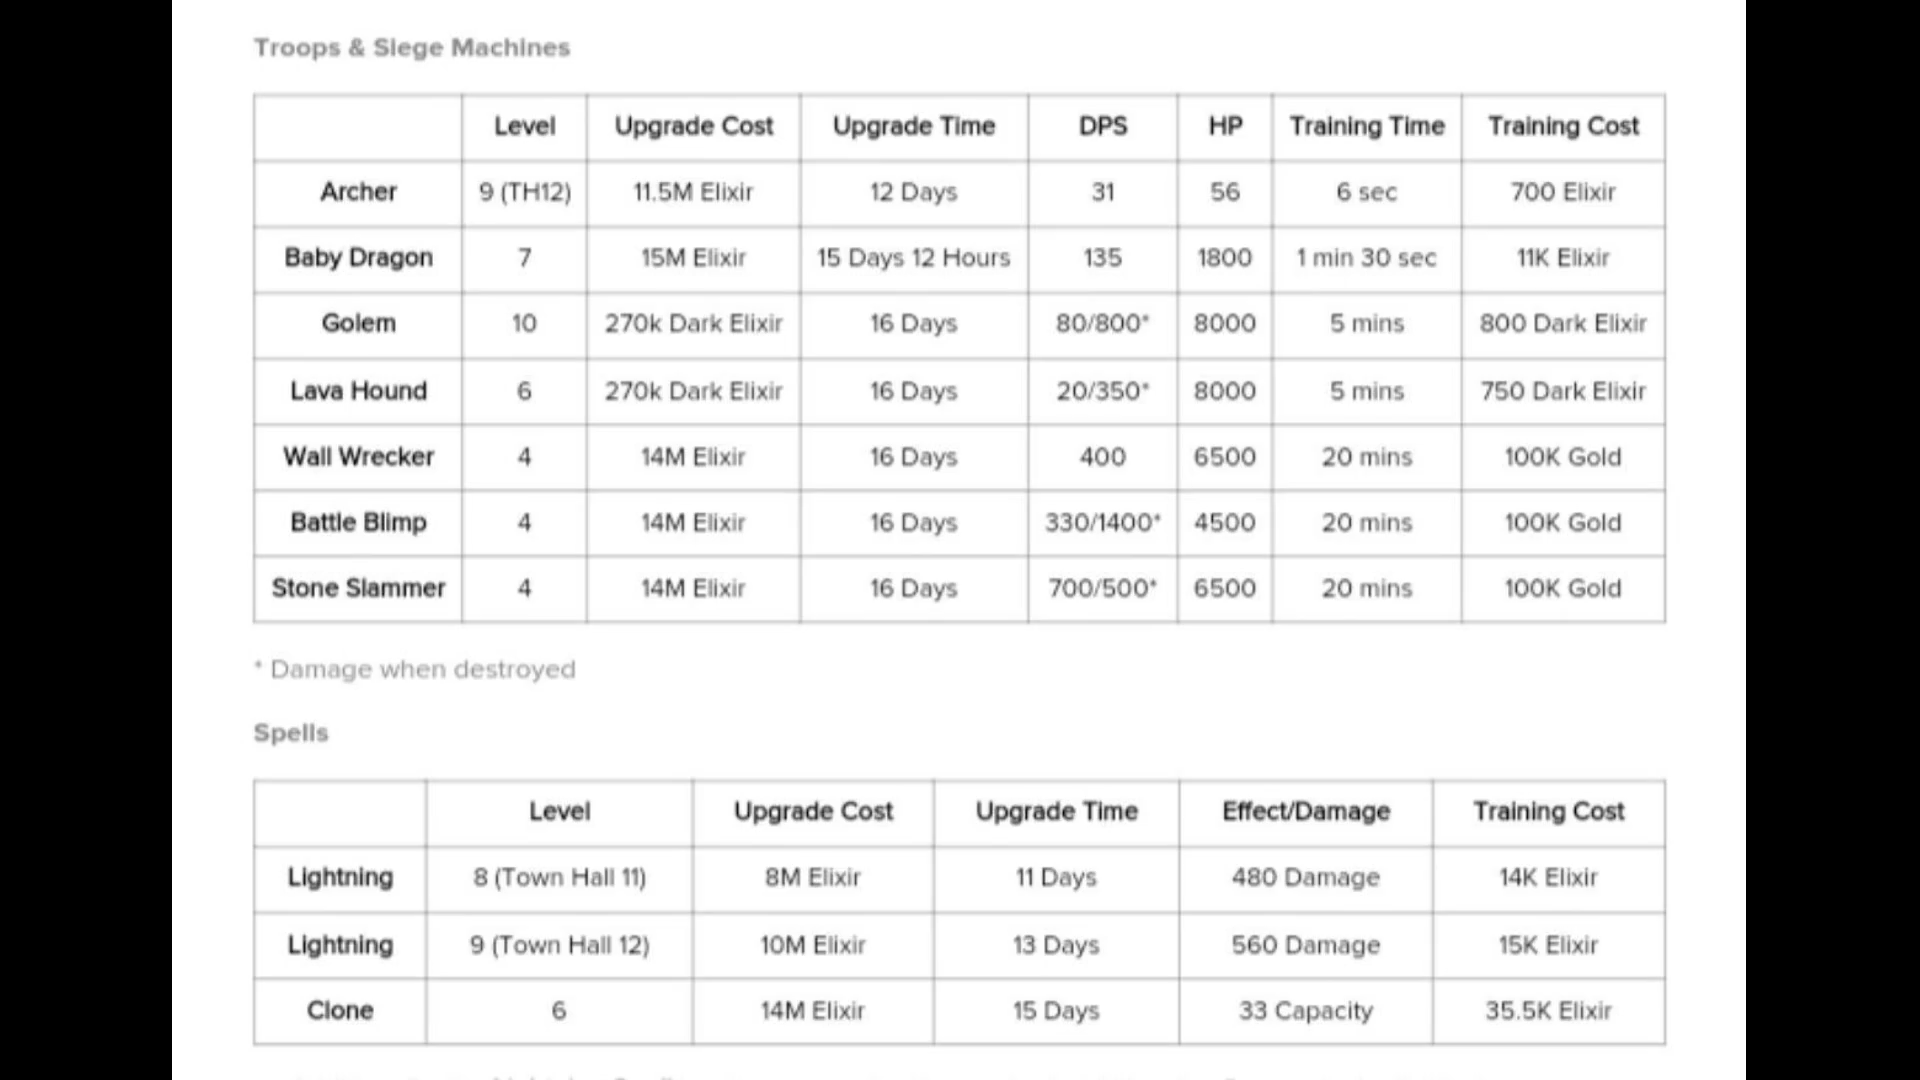 Troops & Siege Machines
Level Upgrade Cost Upgrade Time DPS HP Training Time Training Cost
Archer 9 (TH12) 11.5M Elixir 12 Days 31 56 6 sec 700 Elixir
Baby Dragon 7 15M Elixir 15 Days 12 Hours 135 1800 1 min 30 sec 11K Elixir
Golem 10 270k Dark Elixir 16 Days 80/800* 8000 5 mins 800 Dark Elixir
Lava Hound 6 270k Dark Elixir 16 Days 20/350* 8000 5 mins 750 Dark Elixir
Wall Wrecker 4 14M Elixir 16 Days 400 6500 20 mins 100K Gold
Battle Blimp 4 14M Elixir 16 Days 330/1400* 4500 20 mins 100K Gold
Stone Slammer 4 14M Elixir 16 Days 700/500* 6500 20 mins 100K Gold
* Damage when destroyed
Spells
Level Upgrade Cost Upgrade Time Effect/Damage Training Cost
Lightning 8 (Town Hall 11) 8M Elixir 11 Days 480 Damage 14K Elixir
Lightning 9 (Town Hall 12) 10M Elixir 13 Days 560 Damage 15K Elixir
Clone 6 14M Elixir 15 Days 33 Capacity 35.5K Elixir